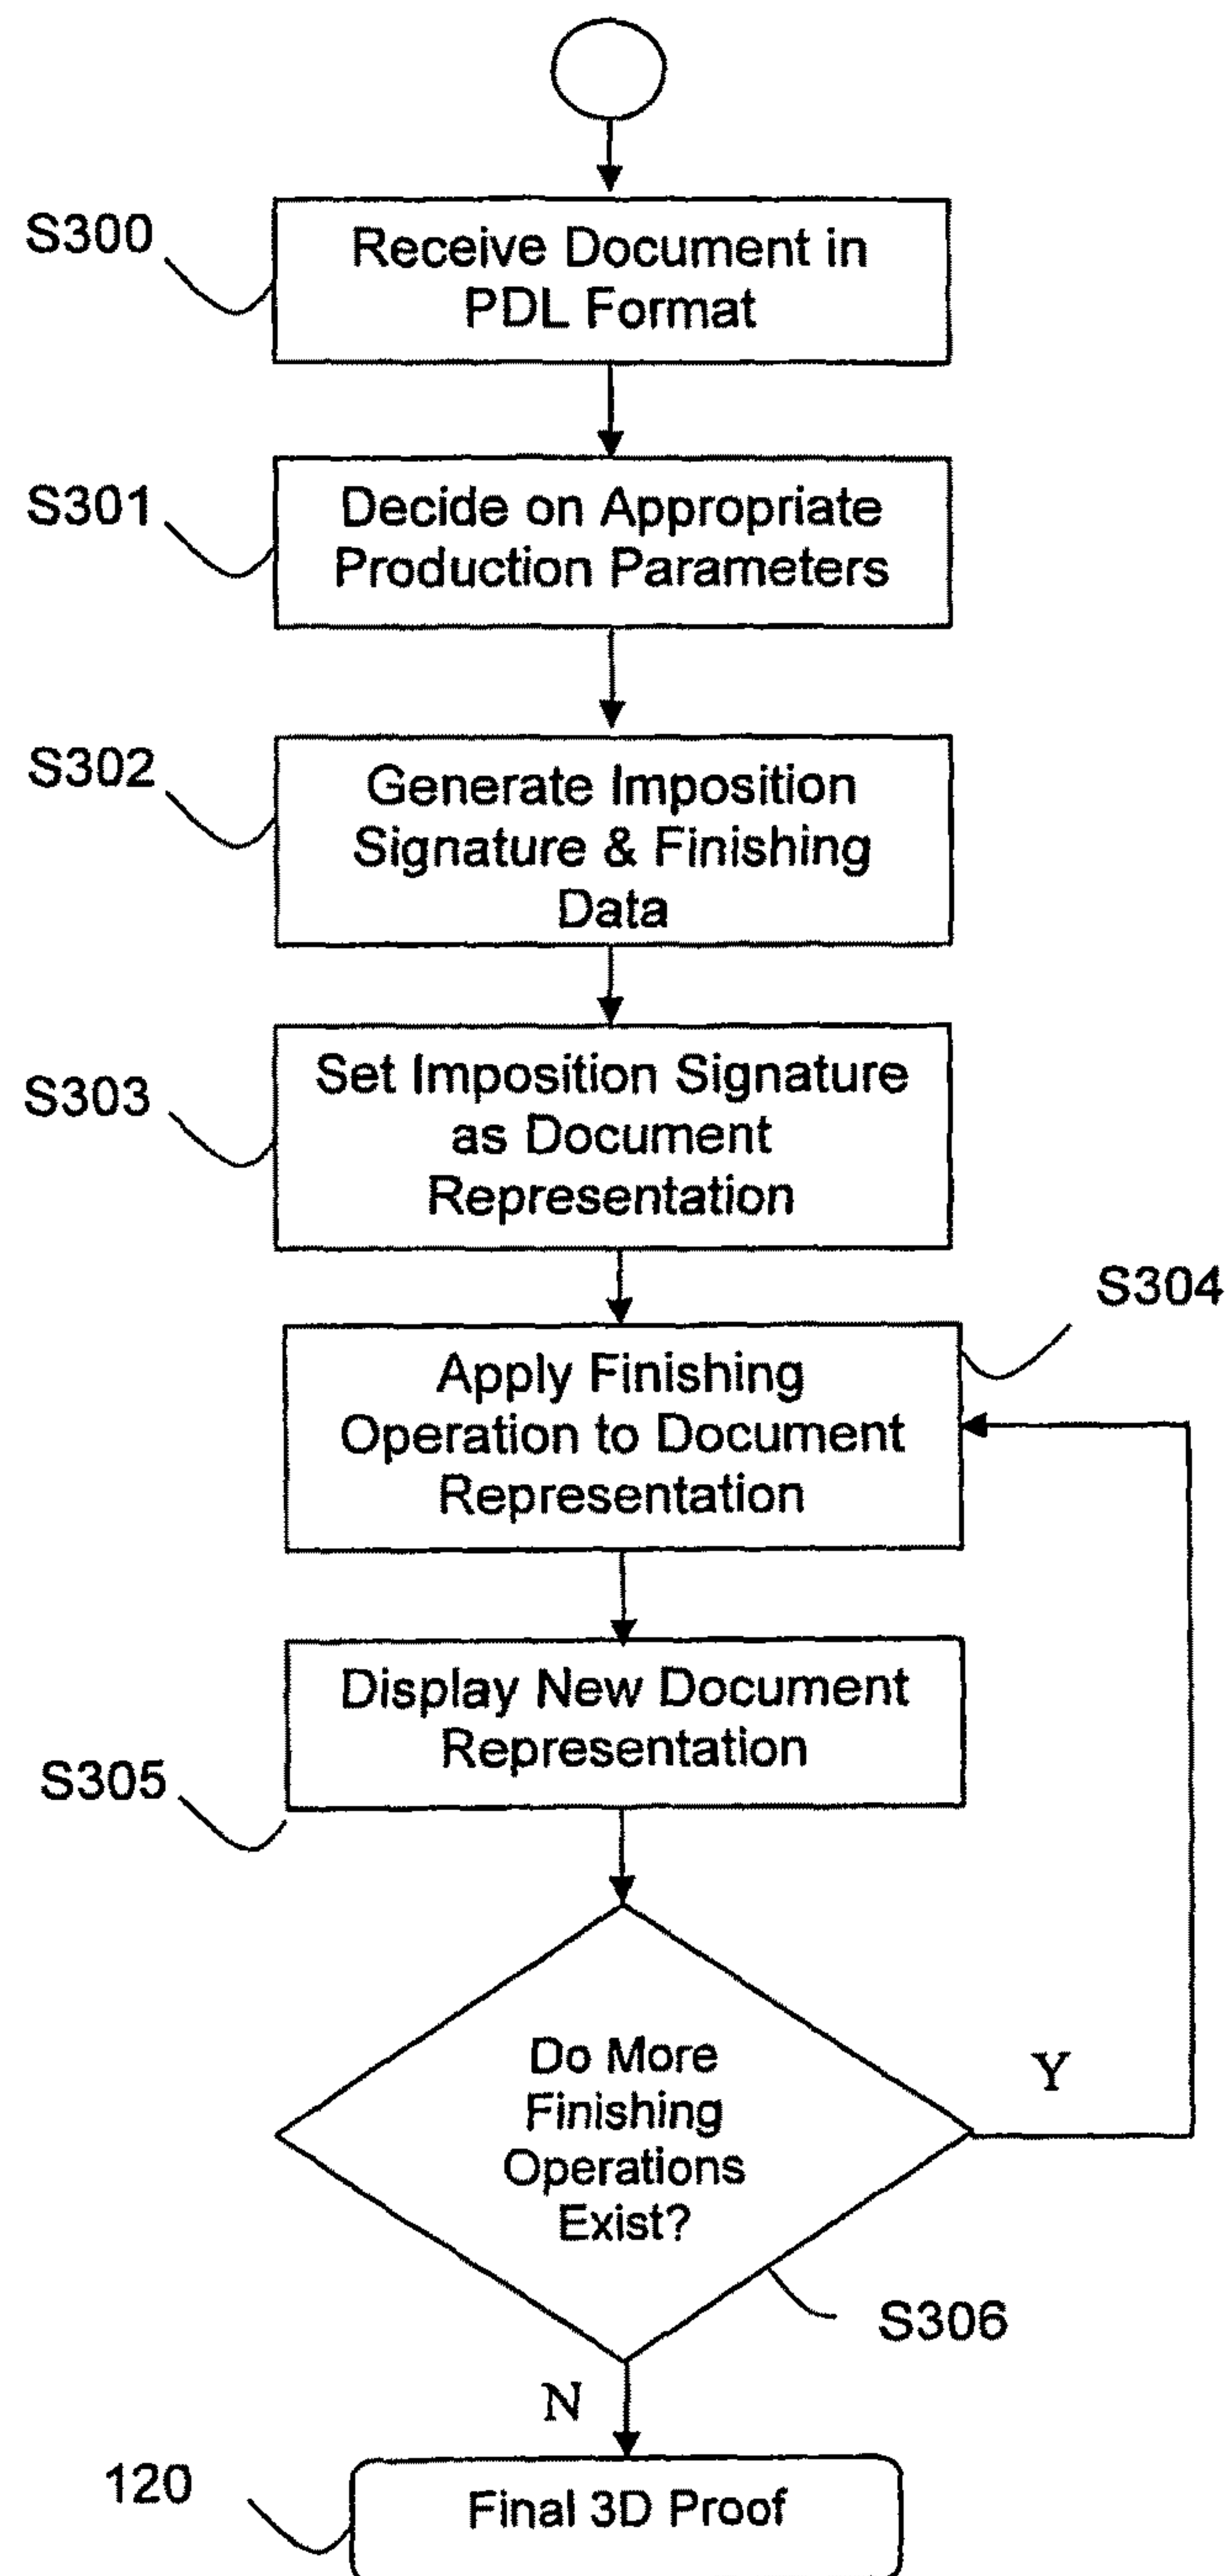 S300
Receive Document in
PDL Format
S301
Decide on Appropriate
Production Parameters
S302
Generate Imposition
Signature & Finishing
Data
S303
Set Imposition Signature
as Document
Representation
S304
Apply Finishing
Operation to Document
Representation
Display New Document
Representation
S305
Do More
Finishing
Operations
Exist?
Y
S306
N
120
Final 3D Proof